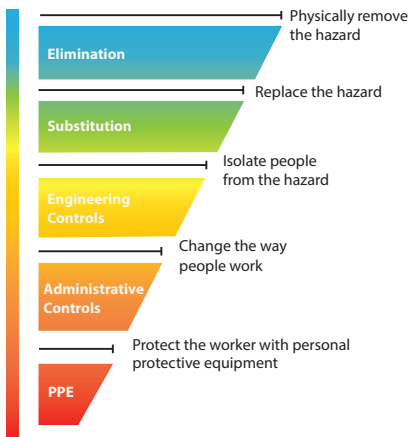 Physically remove
the hazard
Elimination
Replace the hazard
Substitution
Isolate people
from the hazard
Engineering
Controls
Change the way
people work
Administrative
Controls
Protect the worker with personal
protective equipment
PPE